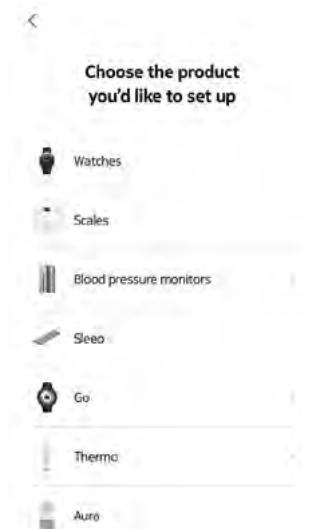 Choose the product
you'd like to set up
Watches
Scales
Blood pressure monitors
Sleep
Go
Thermo
Aura